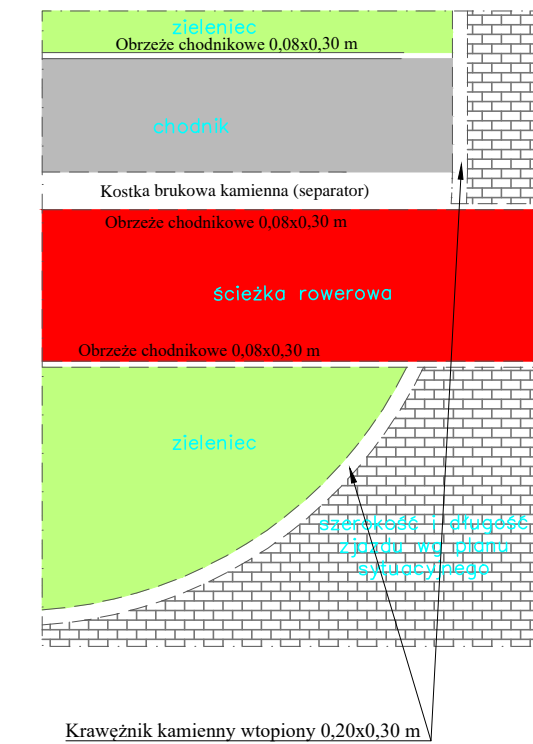 zieleniec
Obrzeże chodnikowe 0,08x0,30 m
chodnik
Kostka brukowa kamienna (separator)
Obrzeże chodnikowe 0,08x0,30 m
ścieżka rowerowa
Obrzeże chodnikowe 0,08x0,30 m
zieleniec
szerokość i długość
zjazdu wg planu
sytuacyjnego
Krawężnik kamienny wtopiony 0,20x0,30 m